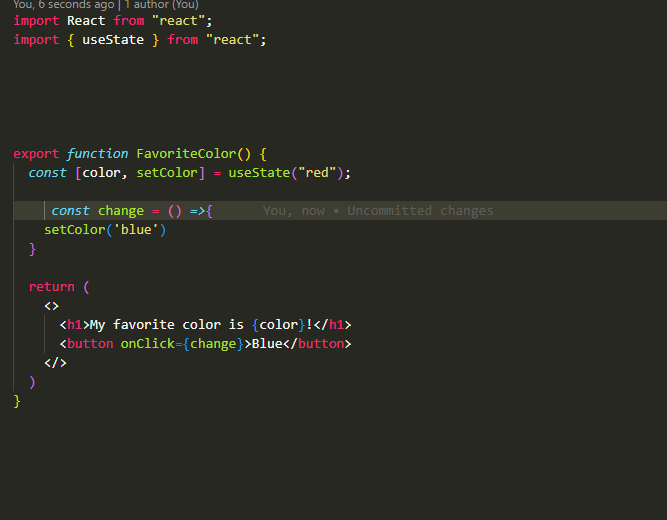 You, 6 seconds ago | 1 author (You)
import React from "react";
import { useState } from "react";
export function FavoriteColor() {
const [color, setColor] = useState("red");
const change = () =>{ You, now • Uncommitted changes
setColor('blue')
}
return (
<>
<h1>My favorite color is {color}!</h1>
<button onClick={change}>Blue</button>
</>
)
}